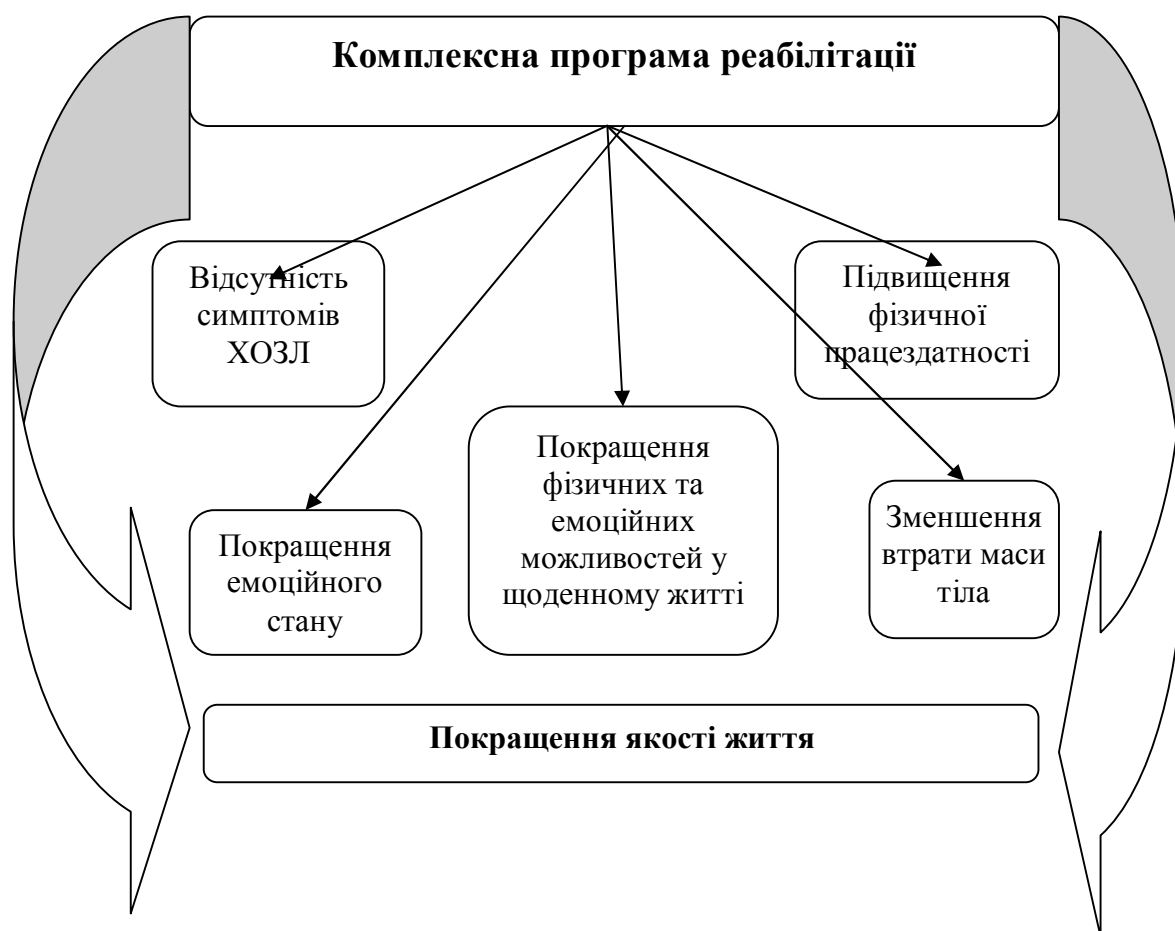 Комплексна програма реабілітації
Відсутність
симптомів
ХОЗЛ
Підвищення
фізичної
працездатності
Покращення
емоційного
стану
Покращення
фізичних та
емоційних
можливостей у
щоденному житті
Зменшення
втрати маси
тіла
Покращення якості життя